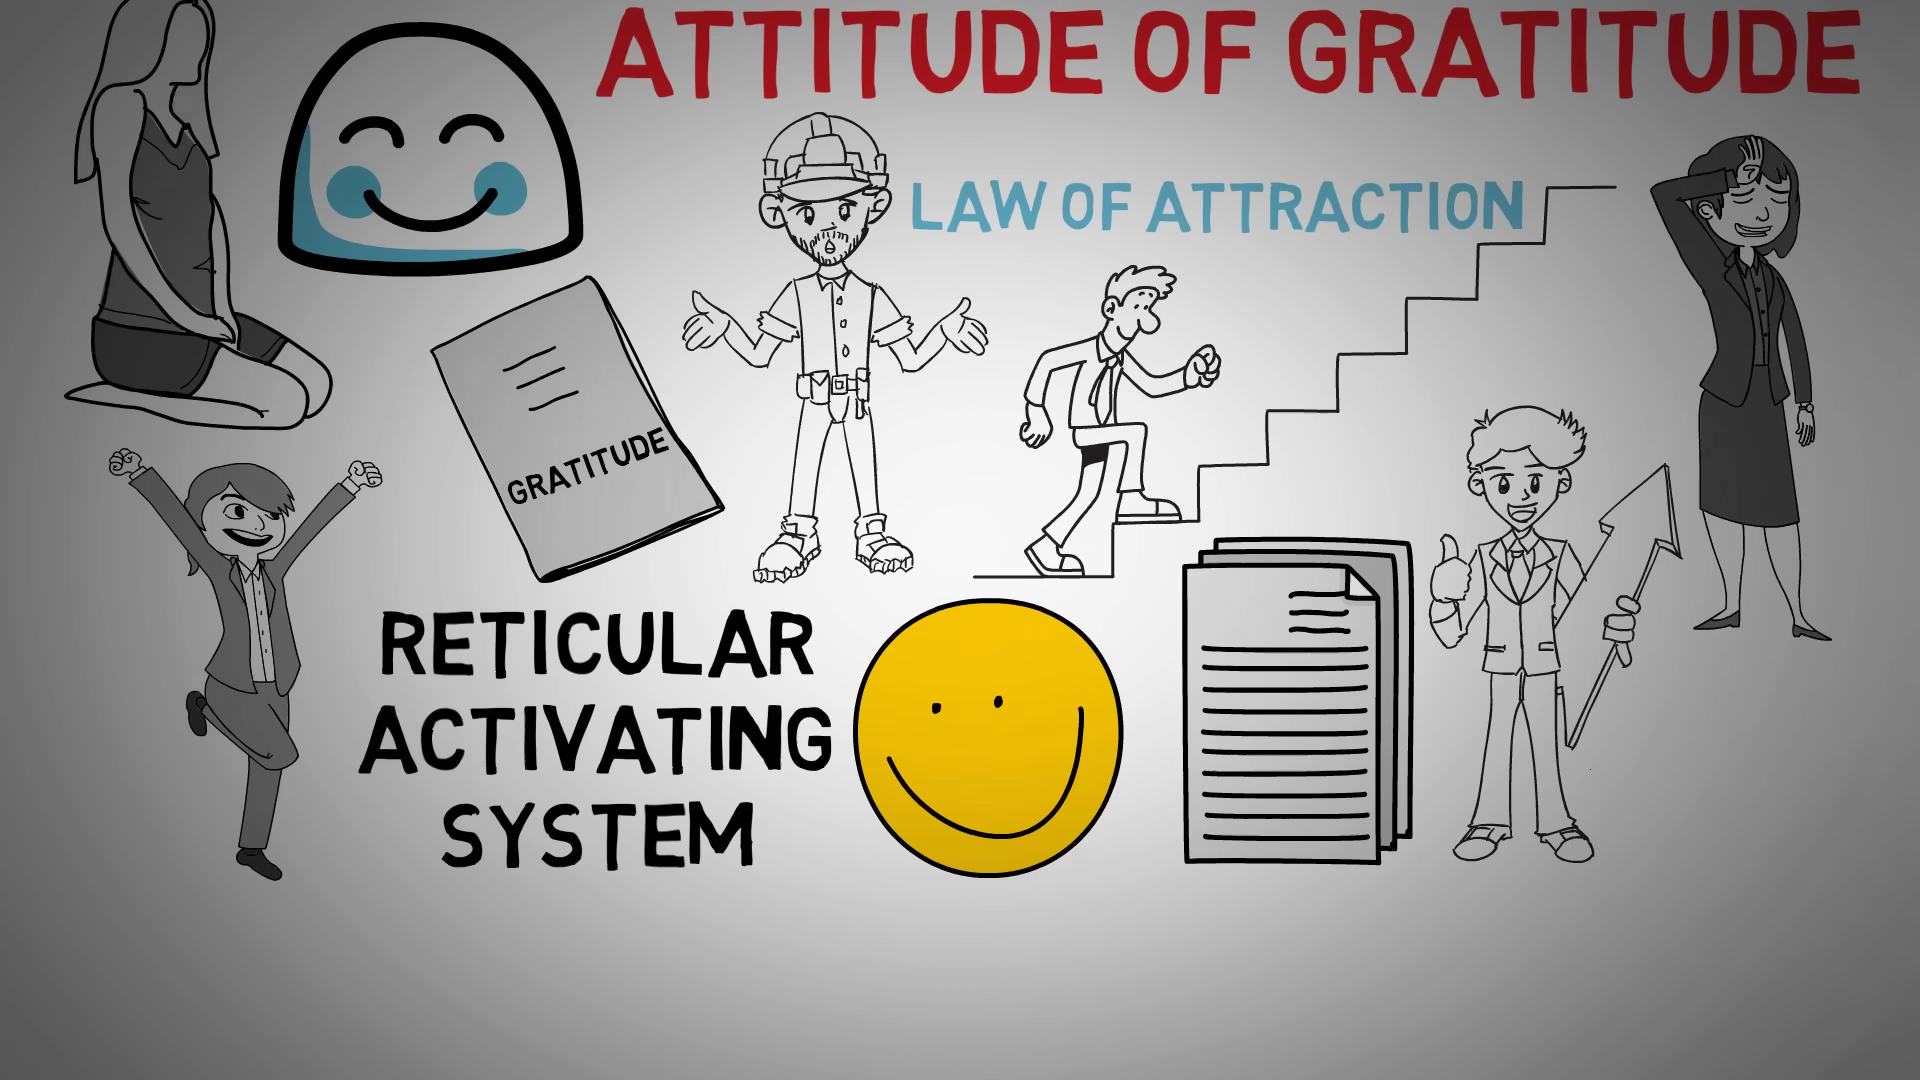 ATTITUDE OF GRATITUDE
LAW OF ATTRACTION
GRATITUDE
RETICULAR
ACTIVATING
SYSTEM